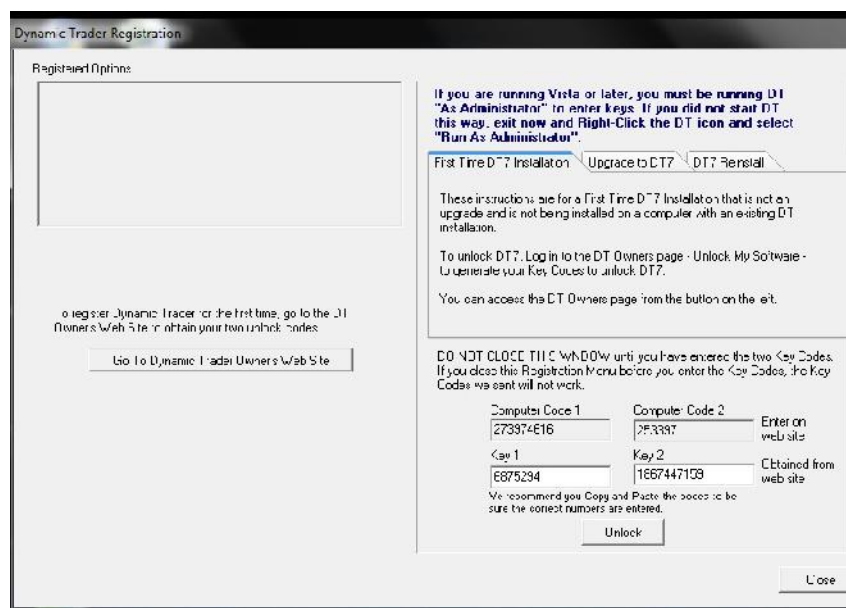 Dynamic Trader Registration
Registered Options
If you are running Vista or later, you must be running DT
"As Administrator" to enter keys. If you did not start DT
this way, exit now and Right-Click the DT icon and select
"Run As Administrator".
First Time DT7 Installation Upgrade to DT7 DT7 Reinstall
These instructions are for a First Time DT7 Installation that is not an
upgrade and is not being installed on a computer with an existing DT
installation.
To unlock DT7. Log in to the DT Owners page - Unlock My Software -
to generate your Key Codes to unlock DT7.
You can access the DT Owners page from the button on the left.
To register Dynamic Trader for the first time, go to the DT
Owner's Web Site to obtain your two unlock codes
Go To Dynamic Trader Owner's Web Site
DO NOT CLOSE THIS WINDOW until you have entered the two Key Codes.
If you close this Registration Menu before you enter the Key Codes, the Key
Codes we sent will not work.
Computer Code 1 Computer Code 2
273974616 253397 Enter on
web site
Key 1 Key 2
6875294 1867447159 Obtained from
web site
We recommend you Copy and Paste the codes to be
sure the correct numbers are entered.
Unlock
Close